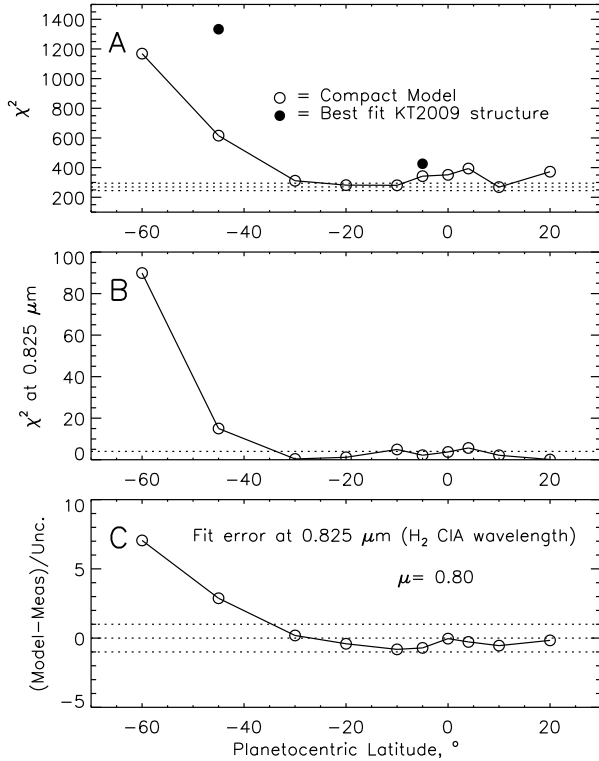 A
χ²
1400
1200
1000
800
600
400
200
○ = Compact Model
● = Best fit KT2009 structure
-60 -40 -20 0 20
B
χ² at 0.825 μm
100
80
60
40
20
0
-60 -40 -20 0 20
C
(Model-Meas)/Unc.
10
5
0
-5
Fit error at 0.825 μm (H₂ CIA wavelength)
μ= 0.80
-60 -40 -20 0 20
Planetocentric Latitude, °